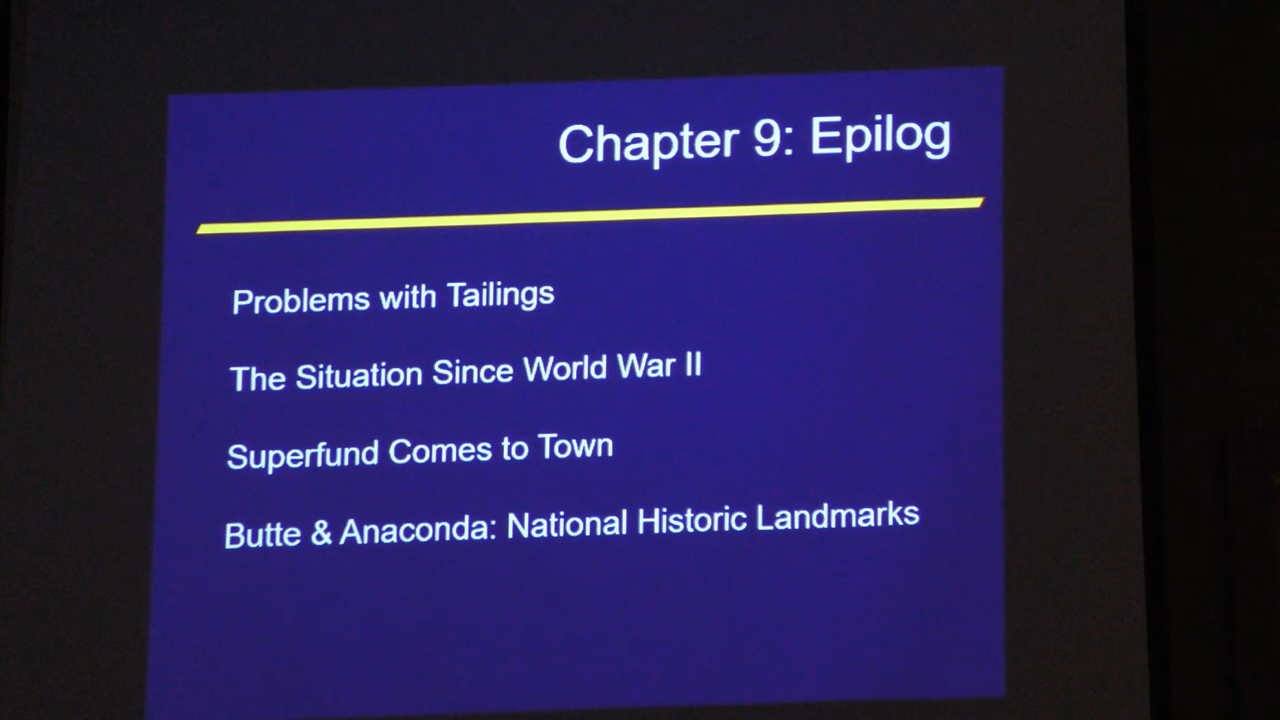 Chapter 9: Epilog
Problems with Tailings
The Situation Since World War II
Superfund Comes to Town
Butte & Anaconda: National Historic Landmarks